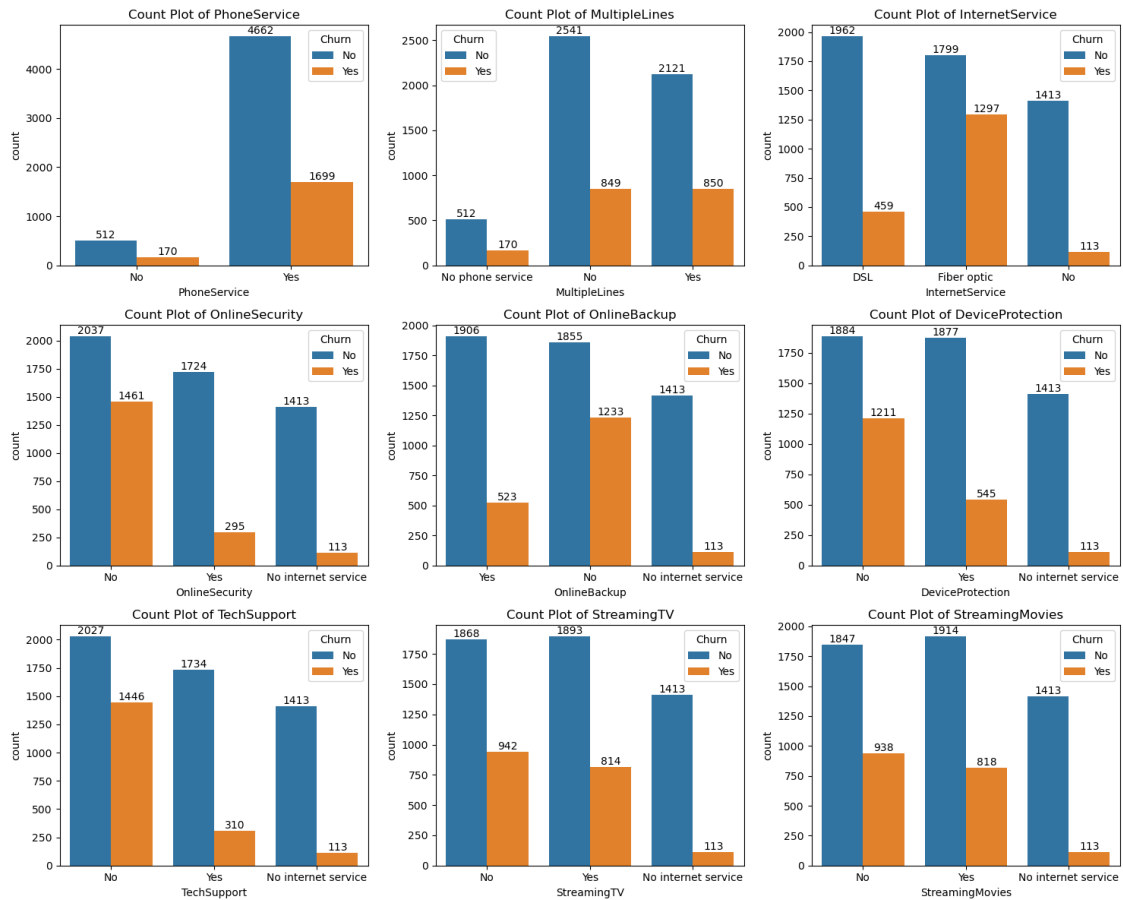 Count Plot of PhoneService
4662
Churn
No
Yes
4000
3000
count
2000
1699
1000
512
170
0
No
Yes
PhoneService
Count Plot of MultipleLines
2541
Churn
No
Yes
2500
2121
2000
1500
count
1000
849
850
512
500
170
0
No phone service
No
Yes
MultipleLines
Count Plot of InternetService
1962
Churn
No
Yes
2000
1799
1750
1500
1413
1297
1250
count
1000
750
500
459
250
113
0
DSL
Fiber optic
No
InternetService
Count Plot of OnlineSecurity
2037
Churn
No
Yes
2000
1750
1724
1500
1461
1413
1250
count
1000
750
500
295
250
113
0
No
Yes
No internet service
OnlineSecurity
Count Plot of OnlineBackup
2000
1906
1855
Churn
No
Yes
1750
1500
1413
1250
1233
count
1000
750
523
500
250
113
0
Yes
No
No internet service
OnlineBackup
Count Plot of DeviceProtection
1884
1877
Churn
No
Yes
1750
1500
1413
1250
1211
count
1000
750
545
500
250
113
0
No
Yes
No internet service
DeviceProtection
Count Plot of TechSupport
2027
Churn
No
Yes
2000
1750
1734
1500
1446
1413
1250
count
1000
750
500
310
250
113
0
No
Yes
No internet service
TechSupport
Count Plot of StreamingTV
1868
1893
Churn
No
Yes
1750
1500
1413
1250
count
1000
942
814
750
500
250
113
0
No
Yes
No internet service
StreamingTV
Count Plot of StreamingMovies
2000
1847
1914
Churn
No
Yes
1750
1500
1413
1250
count
1000
938
818
750
500
250
113
0
No
Yes
No internet service
StreamingMovies